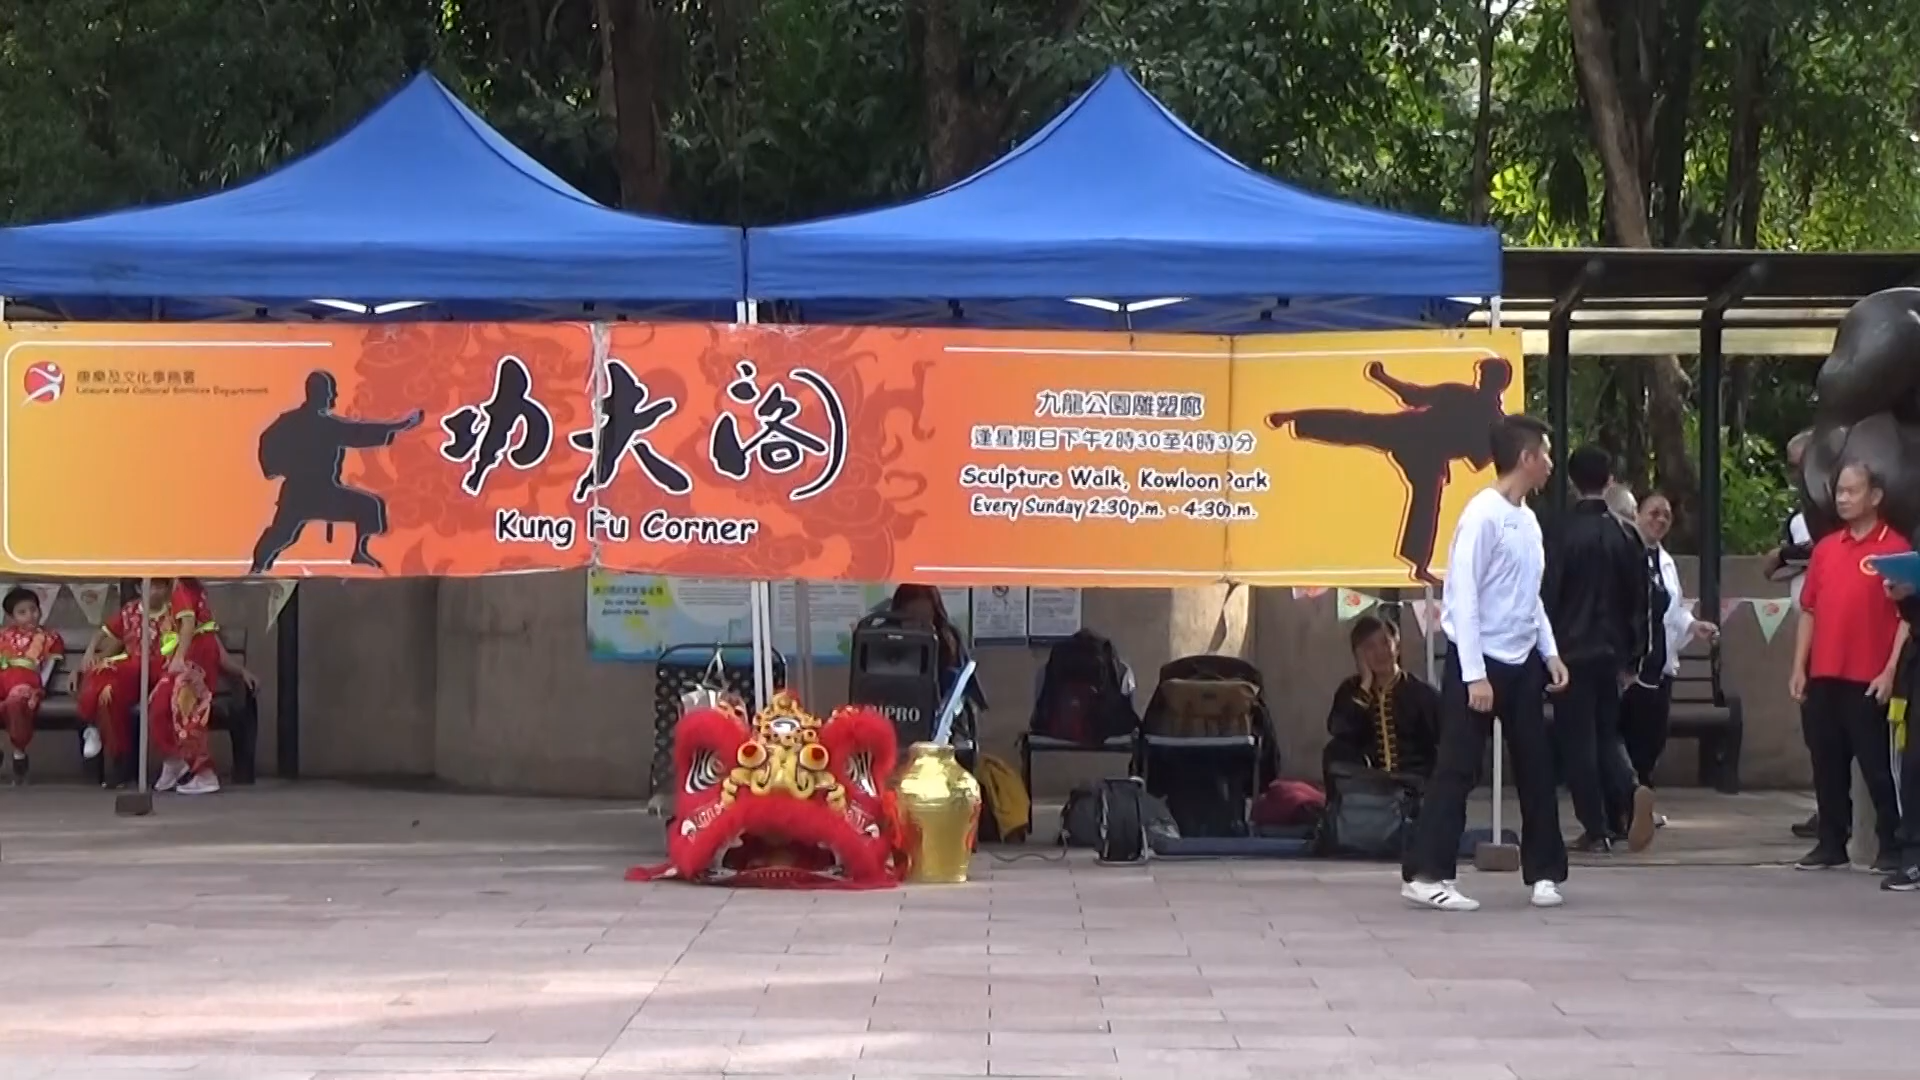 康樂及文化事務署
Leisure and Cultural Services Department
功夫閣
Kung Fu Corner
九龍公園雕塑廊
逢星期日下午2時30至4時30分
Sculpture Walk, Kowloon Park
Every Sunday 2:30p.m. - 4:30p.m.
MIPRO